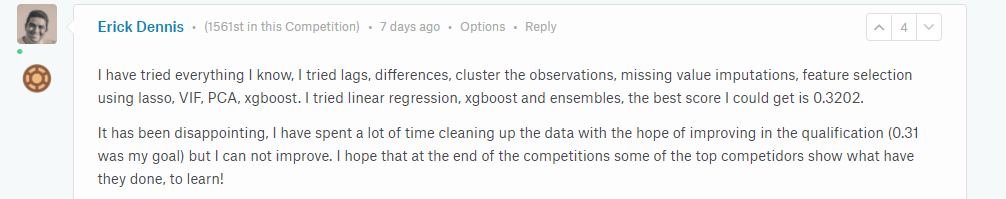 Erick Dennis • (1561st in this Competition) • 7 days ago • Options • Reply
4
I have tried everything I know, I tried lags, differences, cluster the observations, missing value imputations, feature selection
using lasso, VIF, PCA, xgboost. I tried linear regression, xgboost and ensembles, the best score I could get is 0.3202.
It has been disappointing, I have spent a lot of time cleaning up the data with the hope of improving in the qualification (0.31
was my goal) but I can not improve. I hope that at the end of the competitions some of the top competidors show what have
they done, to learn!